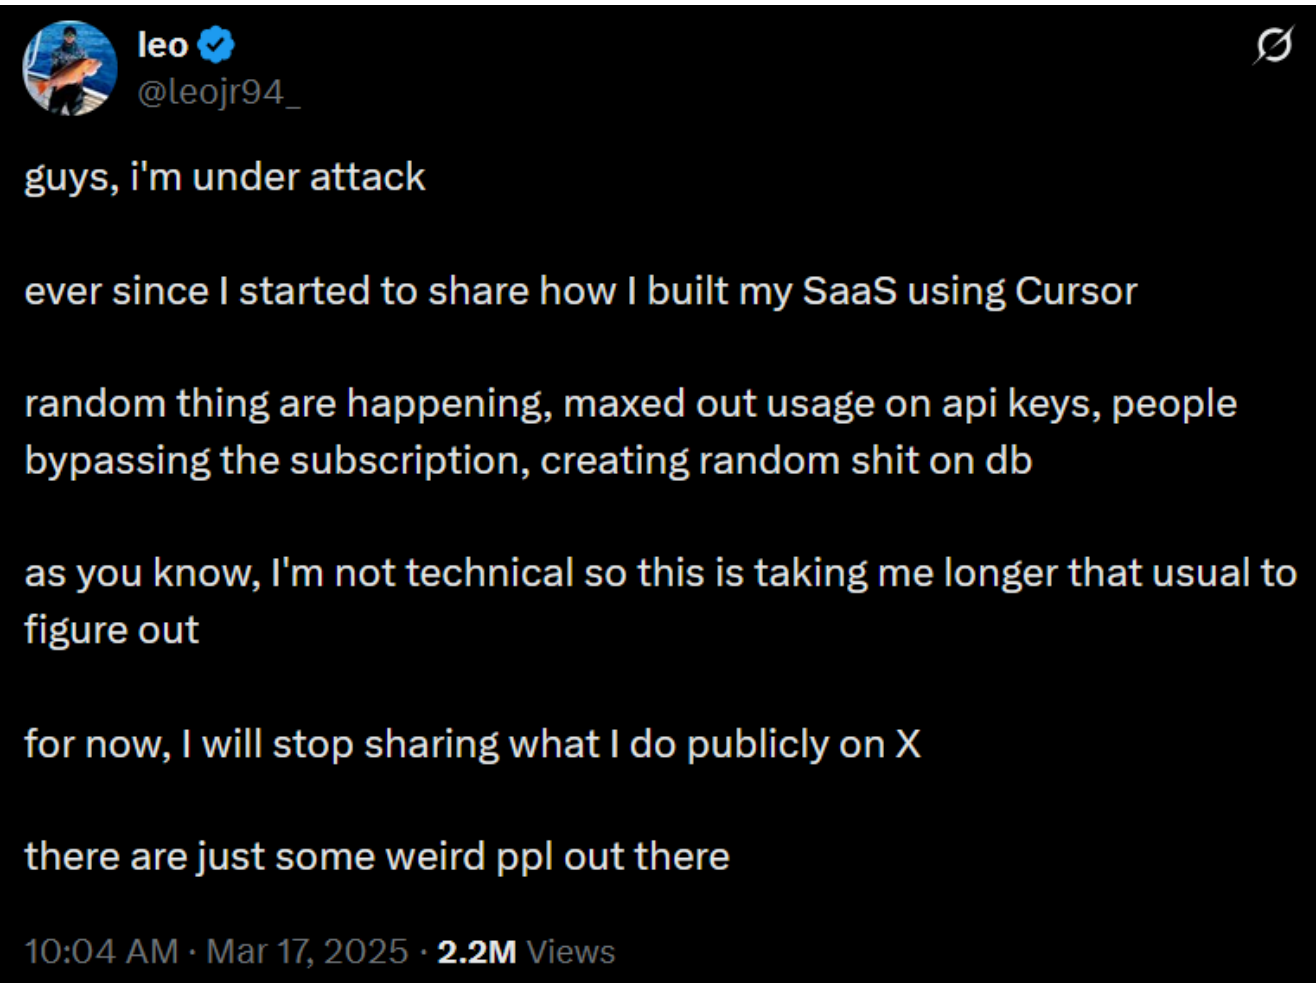 leo
@leojr94_
guys, i'm under attack
ever since I started to share how I built my SaaS using Cursor
random thing are happening, maxed out usage on api keys, people
bypassing the subscription, creating random shit on db
as you know, I'm not technical so this is taking me longer that usual to
figure out
for now, I will stop sharing what I do publicly on X
there are just some weird ppl out there
10:04 AM · Mar 17, 2025 · 2.2M Views